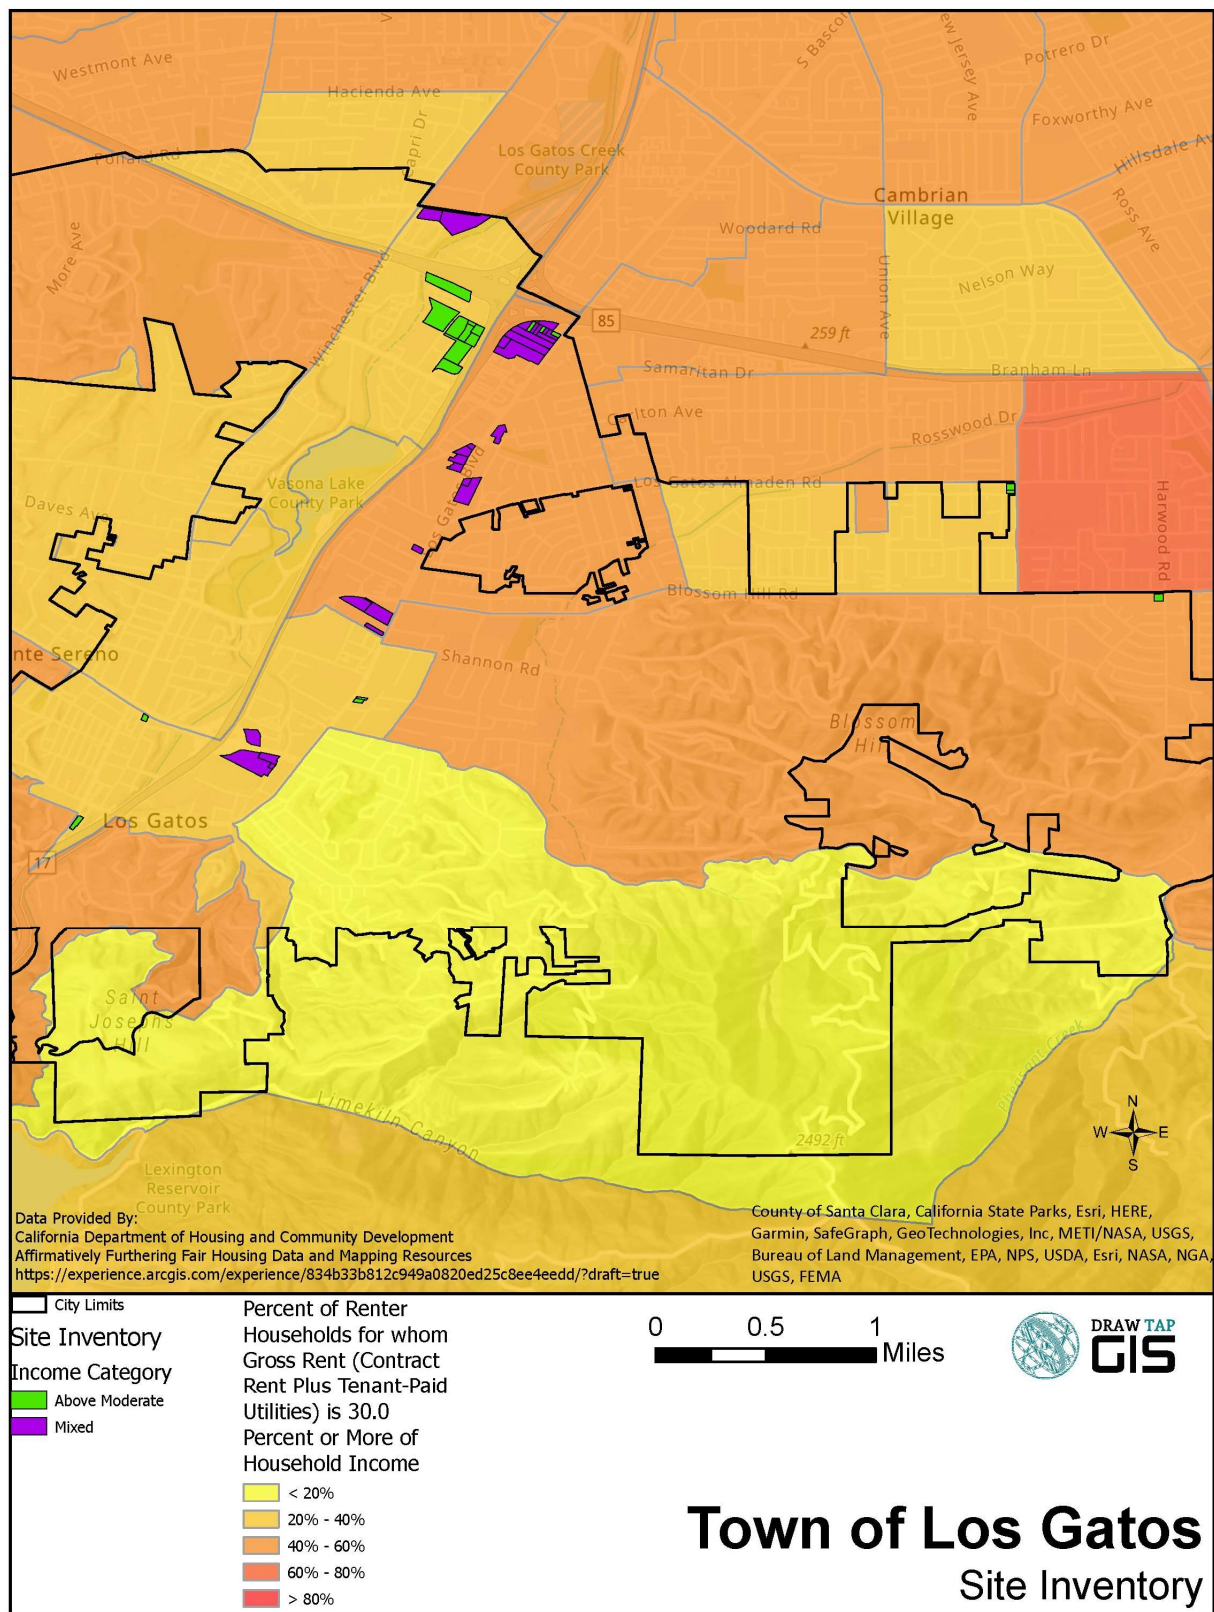 Westmont Ave
Hacienda Ave
Capri Dr
Pollard Rd
Los Gatos Creek
County Park
S Basco
ew Jersey Ave
Potrero Dr
Foxworthy Ave
Hillsdale Av
Ross Ave
Cambrian
Village
Woodard Rd
Union Ave
Nelson Way
More Ave
Winchester Blvd
85
259 ft
Samaritan Dr
Branham Ln
Carlton Ave
Rosswood Dr
Los Gatos Blvd
Los Gatos Almaden Rd
Vasona Lake
County Park
Daves Ave
Harwood Rd
Blossom Hill Rd
nte Sereno
Shannon Rd
Blossom
Hill
Los Gatos
17
Saint
Josephs
Hill
Limekiln Canyon
Pheasant Creek
2492 ft
N
W
E
S
Lexington
Reservoir
County Park
Data Provided By:
California Department of Housing and Community Development
Affirmatively Furthering Fair Housing Data and Mapping Resources
https://experience.arcgis.com/experience/834b33b812c949a0820ed25c8ee4eedd/?draft=true
County of Santa Clara, California State Parks, Esri, HERE,
Garmin, SafeGraph, GeoTechnologies, Inc, METI/NASA, USGS,
Bureau of Land Management, EPA, NPS, USDA, Esri, NASA, NGA,
USGS, FEMA
City Limits
Site Inventory
Income Category
Above Moderate
Mixed
Percent of Renter
Households for whom
Gross Rent (Contract
Rent Plus Tenant-Paid
Utilities) is 30.0
Percent or More of
Household Income
< 20%
20% - 40%
40% - 60%
60% - 80%
> 80%
0 0.5 1
Miles
DRAW TAP
GIS
Town of Los Gatos
Site Inventory